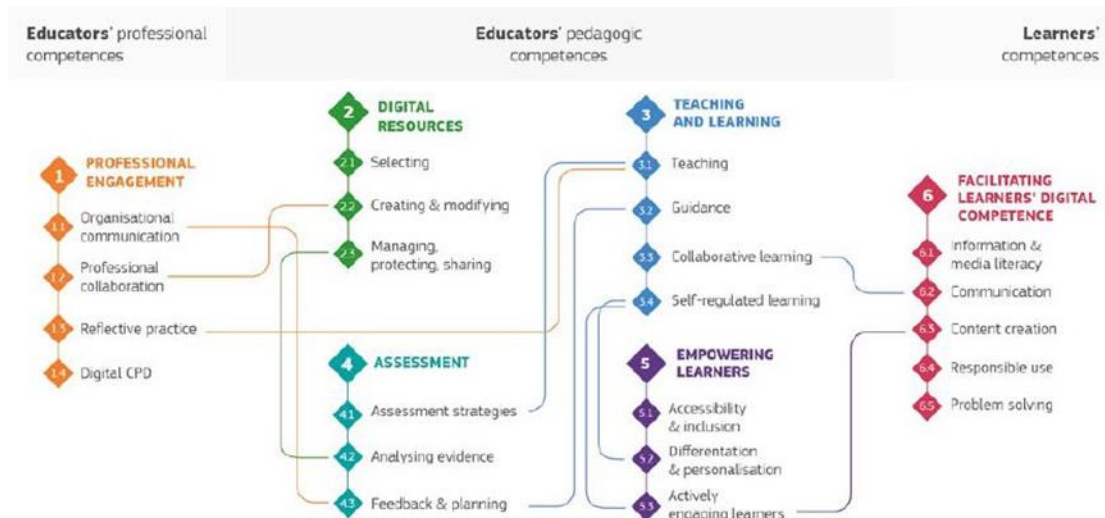 Educators' professional
competences
Educators' pedagogic
competences
Learners'
competences
1
PROFESSIONAL
ENGAGEMENT
1.1
Organisational
communication
1.2
Professional
collaboration
1.3
Reflective practice
1.4
Digital CPD
2
DIGITAL
RESOURCES
2.1
Selecting
2.2
Creating & modifying
2.3
Managing,
protecting, sharing
3
TEACHING
AND LEARNING
3.1
Teaching
3.2
Guidance
3.3
Collaborative learning
3.4
Self-regulated learning
4
ASSESSMENT
4.1
Assessment strategies
4.2
Analysing evidence
4.3
Feedback & planning
5
EMPOWERING
LEARNERS
5.1
Accessibility
& inclusion
5.2
Differentation
& personalisation
5.3
Actively
engaging learners
6
FACILITATING
LEARNERS' DIGITAL
COMPETENCE
6.1
Information &
media literacy
6.2
Communication
6.3
Content creation
6.4
Responsible use
6.5
Problem solving